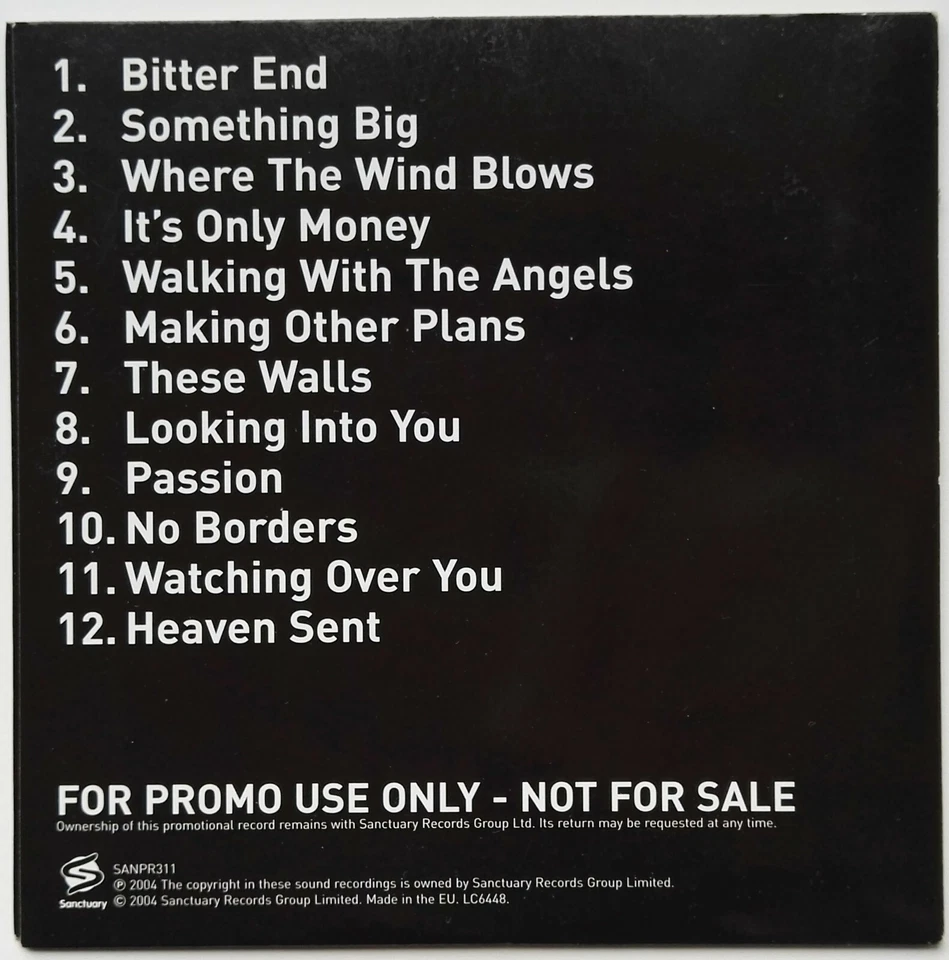 1. Bitter End
2. Something Big
3. Where The Wind Blows
4. It's Only Money
5. Walking With The Angels
6. Making Other Plans
7. These Walls
8. Looking Into You
9. Passion
10. No Borders
11. Watching Over You
12. Heaven Sent
FOR PROMO USE ONLY - NOT FOR SALE
Ownership of this promotional record remains with Sanctuary Records Group Ltd. Its return may be requested at any time.
SANPR311
℗ 2004 The copyright in these sound recordings is owned by Sanctuary Records Group Limited.
Sanctuary © 2004 Sanctuary Records Group Limited. Made in the EU. LC6448.